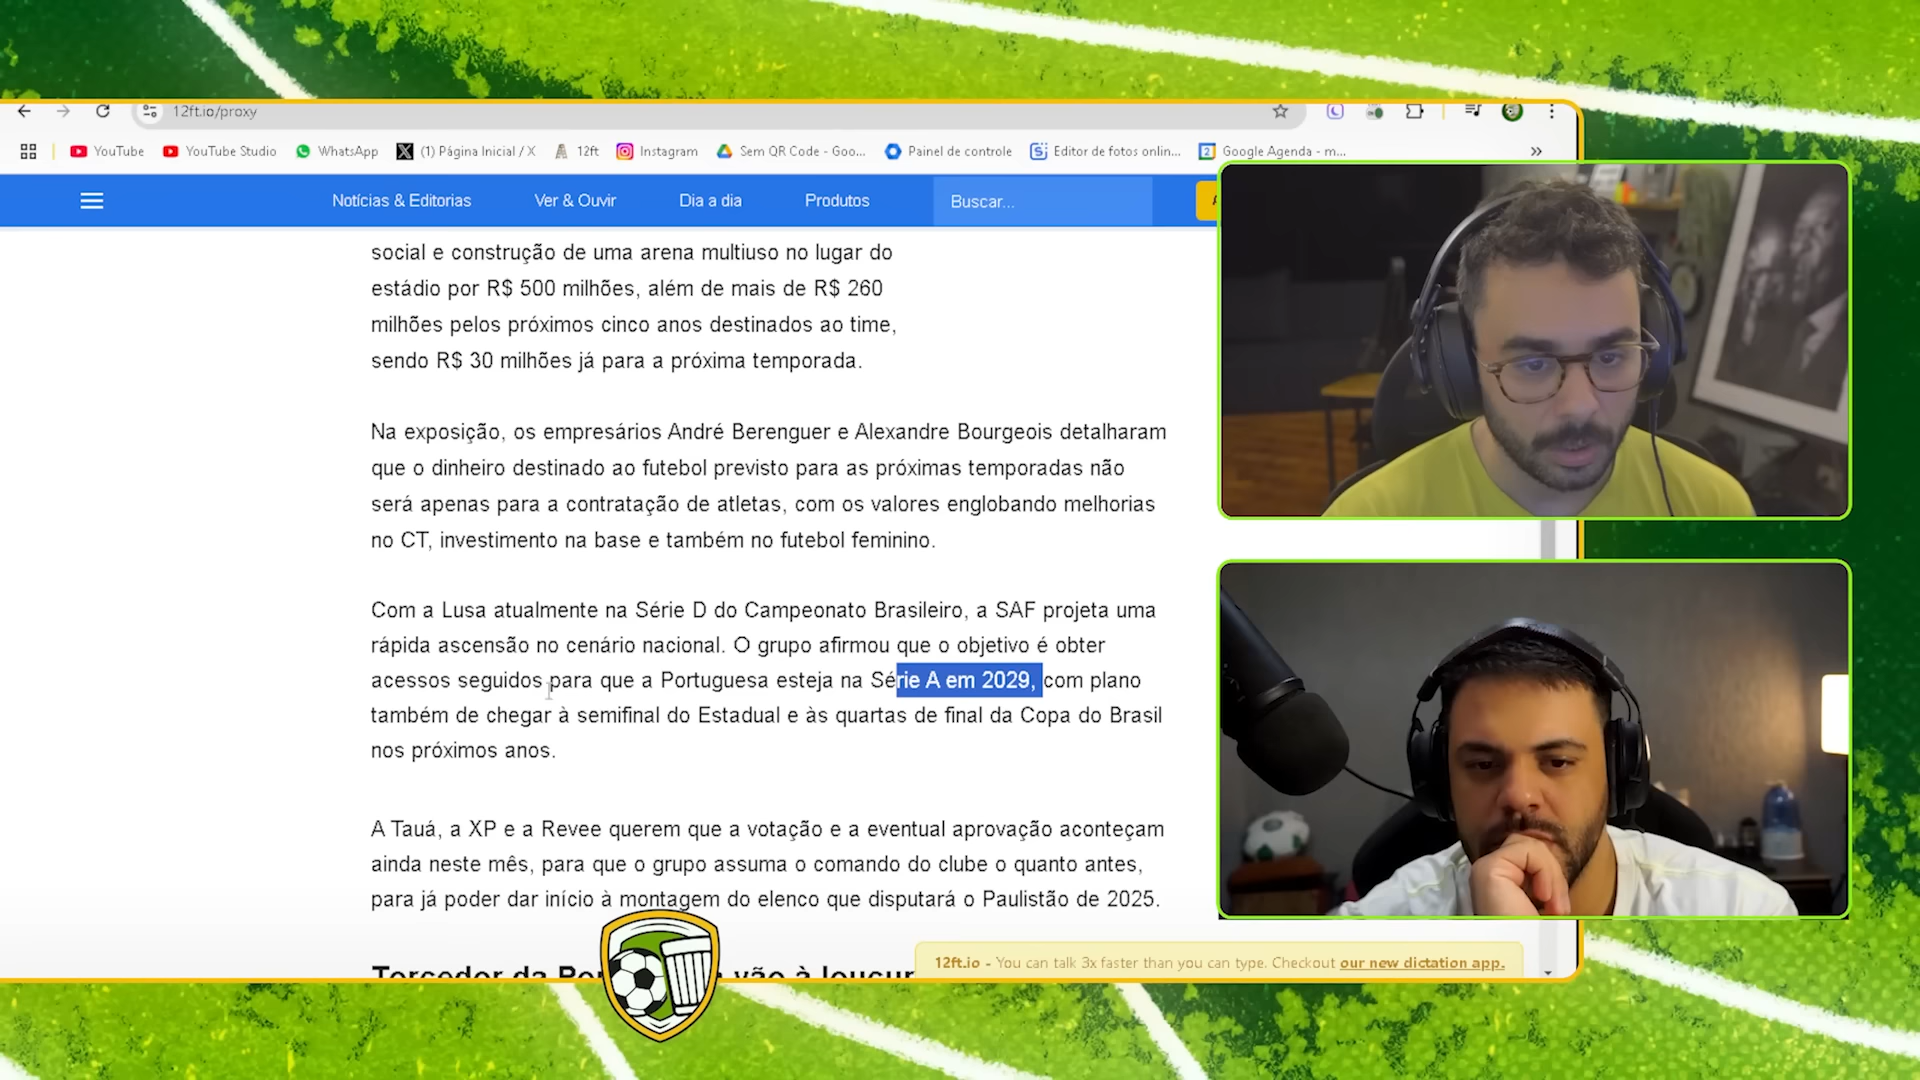 12ft.io/proxy
YouTube YouTube Studio WhatsApp (1) Página Inicial / X 12ft Instagram Sem QR Code - Goo... Painel de controle Editor de fotos onlin... Google Agenda - m... »
Notícias & Editorias Ver & Ouvir Dia a dia Produtos Buscar...
social e construção de uma arena multiuso no lugar do
estádio por R$ 500 milhões, além de mais de R$ 260
milhões pelos próximos cinco anos destinados ao time,
sendo R$ 30 milhões já para a próxima temporada.
Na exposição, os empresários André Berenguer e Alexandre Bourgeois detalharam
que o dinheiro destinado ao futebol previsto para as próximas temporadas não
será apenas para a contratação de atletas, com os valores englobando melhorias
no CT, investimento na base e também no futebol feminino.
Com a Lusa atualmente na Série D do Campeonato Brasileiro, a SAF projeta uma
rápida ascensão no cenário nacional. O grupo afirmou que o objetivo é obter
acessos seguidos para que a Portuguesa esteja na Série A em 2029, com plano
também de chegar à semifinal do Estadual e às quartas de final da Copa do Brasil
nos próximos anos.
A Tauá, a XP e a Revee querem que a votação e a eventual aprovação aconteçam
ainda neste mês, para que o grupo assuma o comando do clube o quanto antes,
para já poder dar início à montagem do elenco que disputará o Paulistão de 2025.
Torcedor da vão à
12ft.io - You can talk 3x faster than you can type. Checkout our new dictation app.